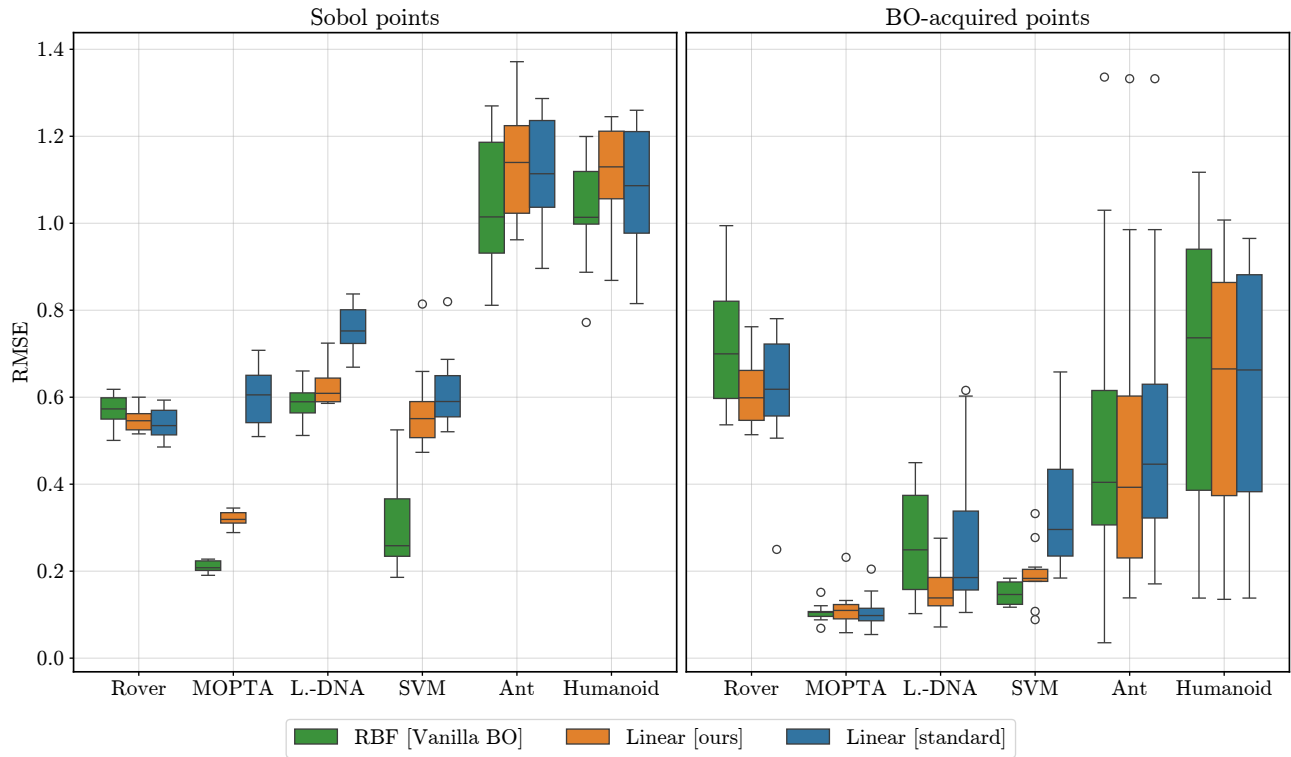 Sobol points
BO-acquired points
RMSE
1.4
1.2
1.0
0.8
0.6
0.4
0.2
0.0
Rover MOPTA L.-DNA SVM Ant Humanoid
Rover MOPTA L.-DNA SVM Ant Humanoid
RBF [Vanilla BO] Linear [ours] Linear [standard]